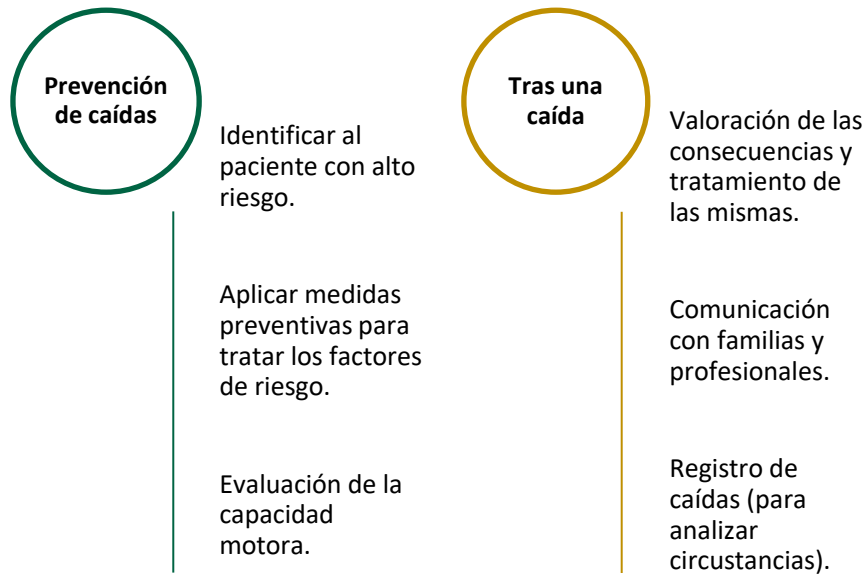 Prevención
de caídas
Identificar al
paciente con alto
riesgo.
Aplicar medidas
preventivas para
tratar los factores
de riesgo.
Evaluación de la
capacidad
motora.
Tras una
caída
Valoración de las
consecuencias y
tratamiento de
las mismas.
Comunicación
con familias y
profesionales.
Registro de
caídas (para
analizar
circustancias).